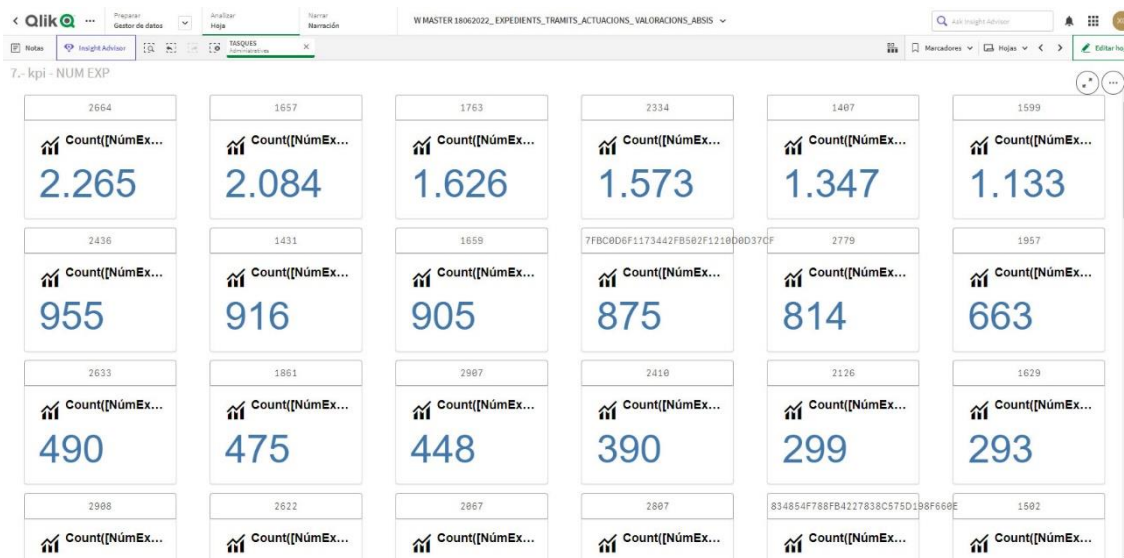 Qlik Q ...
Preparar
Gestor de datos
Analizar
Hoja
Narrar
Narración
W MASTER 18062022_ EXPEDIENTS_TRAMITS_ACTUACIONS_VALORACIONS_ABSIS
Ask Insight Advisor
Notas
Insight Advisor
TASQUES
Administratives
Marcadores
Hojas
Editar ho
7.- kpi - NUM EXP
2664 1657 1763 2334 1407 1599
Count([NúmEx... Count([NúmEx... Count([NúmEx... Count([NúmEx... Count([NúmEx... Count([NúmEx...
2.265 2.084 1.626 1.573 1.347 1.133
2436 1431 1659 7FBC0D6F1173442FB502F1210D0D37CF 2779 1957
Count([NúmEx... Count([NúmEx... Count([NúmEx... Count([NúmEx... Count([NúmEx... Count([NúmEx...
955 916 905 875 814 663
2633 1861 2907 2410 2126 1629
Count([NúmEx... Count([NúmEx... Count([NúmEx... Count([NúmEx... Count([NúmEx... Count([NúmEx...
490 475 448 390 299 293
2908 2622 2067 2807 834854F788FB4227838C575D198F660E 1502
Count([NúmEx... Count([NúmEx... Count([NúmEx... Count([NúmEx... Count([NúmEx... Count([NúmEx...